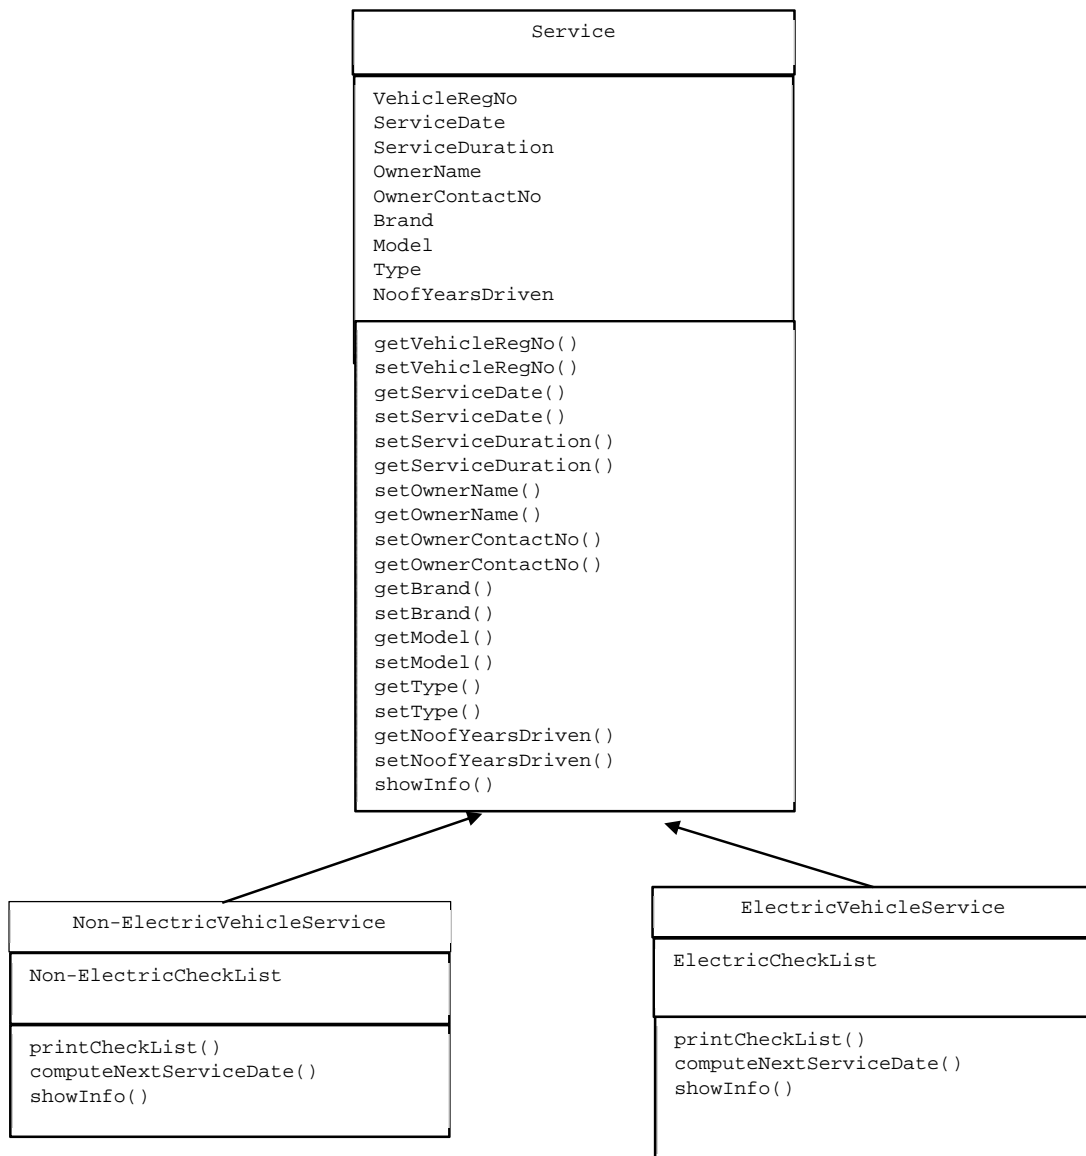 Service
VehicleRegNo
ServiceDate
ServiceDuration
OwnerName
OwnerContactNo
Brand
Model
Type
NoofYearsDriven
getVehicleRegNo()
setVehicleRegNo()
getServiceDate()
setServiceDate()
setServiceDuration()
getServiceDuration()
setOwnerName()
getOwnerName()
setOwnerContactNo()
getOwnerContactNo()
getBrand()
setBrand()
getModel()
setModel()
getType()
setType()
getNoofYearsDriven()
setNoofYearsDriven()
showInfo()
Non-ElectricVehicleService
Non-ElectricCheckList
printCheckList()
computeNextServiceDate()
showInfo()
ElectricVehicleService
ElectricCheckList
printCheckList()
computeNextServiceDate()
showInfo()